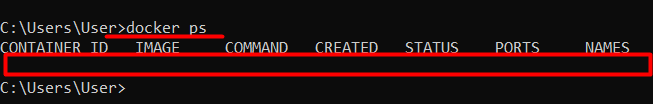 C:\Users\User>docker ps
CONTAINER ID   IMAGE     COMMAND   CREATED   STATUS    PORTS     NAMES
C:\Users\User>